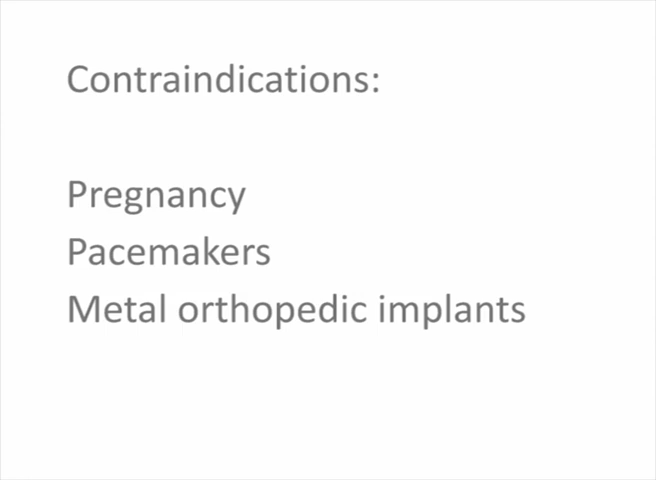 Contraindications:
Pregnancy
Pacemakers
Metal orthopedic implants